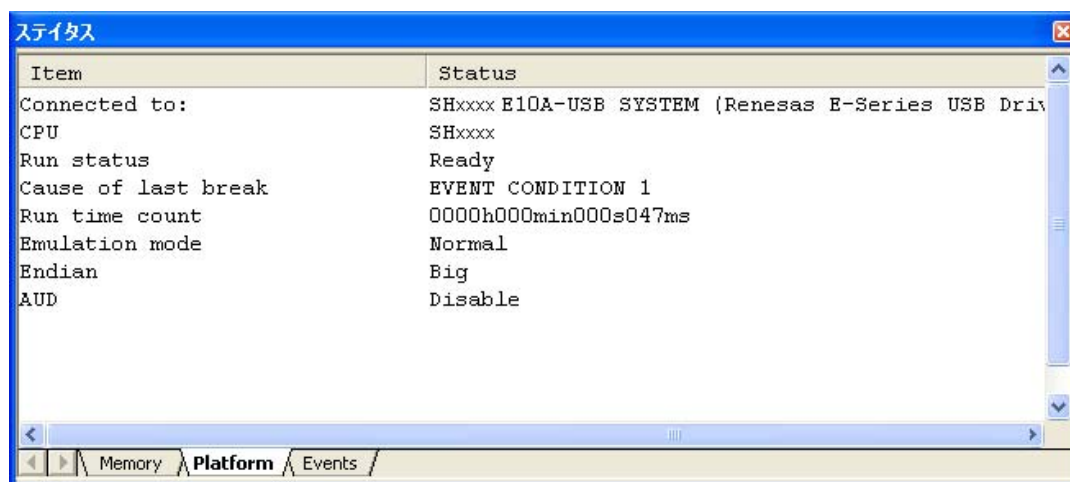 ステイタス
Item Status
Connected to: SHxxxx E10A-USB SYSTEM (Renesas E-Series USB Driv
CPU SHxxxx
Run status Ready
Cause of last break EVENT CONDITION 1
Run time count 0000h000min000s047ms
Emulation mode Normal
Endian Big
AUD Disable
Memory Platform Events